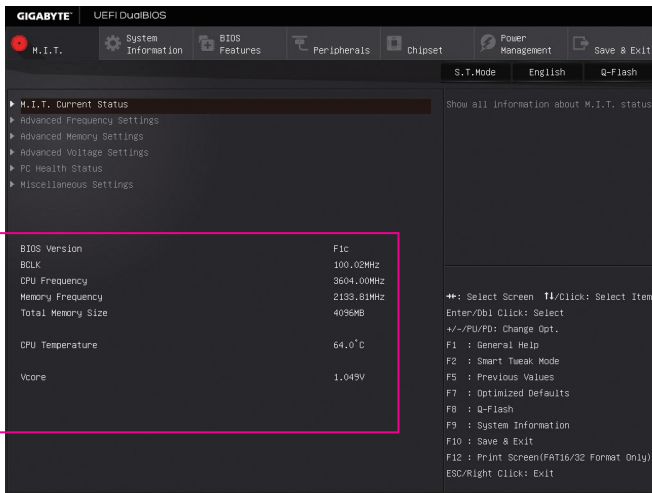 GIGABYTE™ UEFI DualBIOS
M.I.T.
System Information
BIOS Features
Peripherals
Chipset
Power Management
Save & Exit
S.T.Mode English Q-Flash
M.I.T. Current Status
Advanced Frequency Settings
Advanced Memory Settings
Advanced Voltage Settings
PC Health Status
Miscellaneous Settings
Show all information about M.I.T. status
BIOS Version F1c
BCLK 100.02MHz
CPU Frequency 3604.00MHz
Memory Frequency 2133.81MHz
Total Memory Size 4096MB
CPU Temperature 64.0°C
Vcore 1.049V
→←: Select Screen ↑↓/Click: Select Item
Enter/Dbl Click: Select
+/-/PU/PD: Change Opt.
F1 : General Help
F2 : Smart Tweak Mode
F5 : Previous Values
F7 : Optimized Defaults
F8 : Q-Flash
F9 : System Information
F10 : Save & Exit
F12 : Print Screen(FAT16/32 Format Only)
ESC/Right Click: Exit